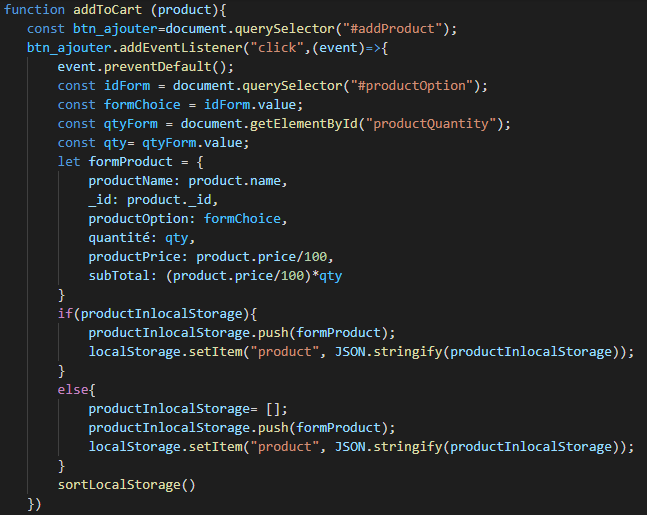 function addToCart (product){
const btn_ajouter=document.querySelector("#addProduct");
btn_ajouter.addEventListener("click",(event)=>{
event.preventDefault();
const idForm = document.querySelector("#productOption");
const formChoice = idForm.value;
const qtyForm = document.getElementById("productQuantity");
const qty= qtyForm.value;
let formProduct = {
productName: product.name,
_id: product._id,
productOption: formChoice,
quantité: qty,
productPrice: product.price/100,
subTotal: (product.price/100)*qty
}
if(productInlocalStorage){
productInlocalStorage.push(formProduct);
localStorage.setItem("product", JSON.stringify(productInlocalStorage));
}
else{
productInlocalStorage= [];
productInlocalStorage.push(formProduct);
localStorage.setItem("product", JSON.stringify(productInlocalStorage));
}
sortLocalStorage()
})